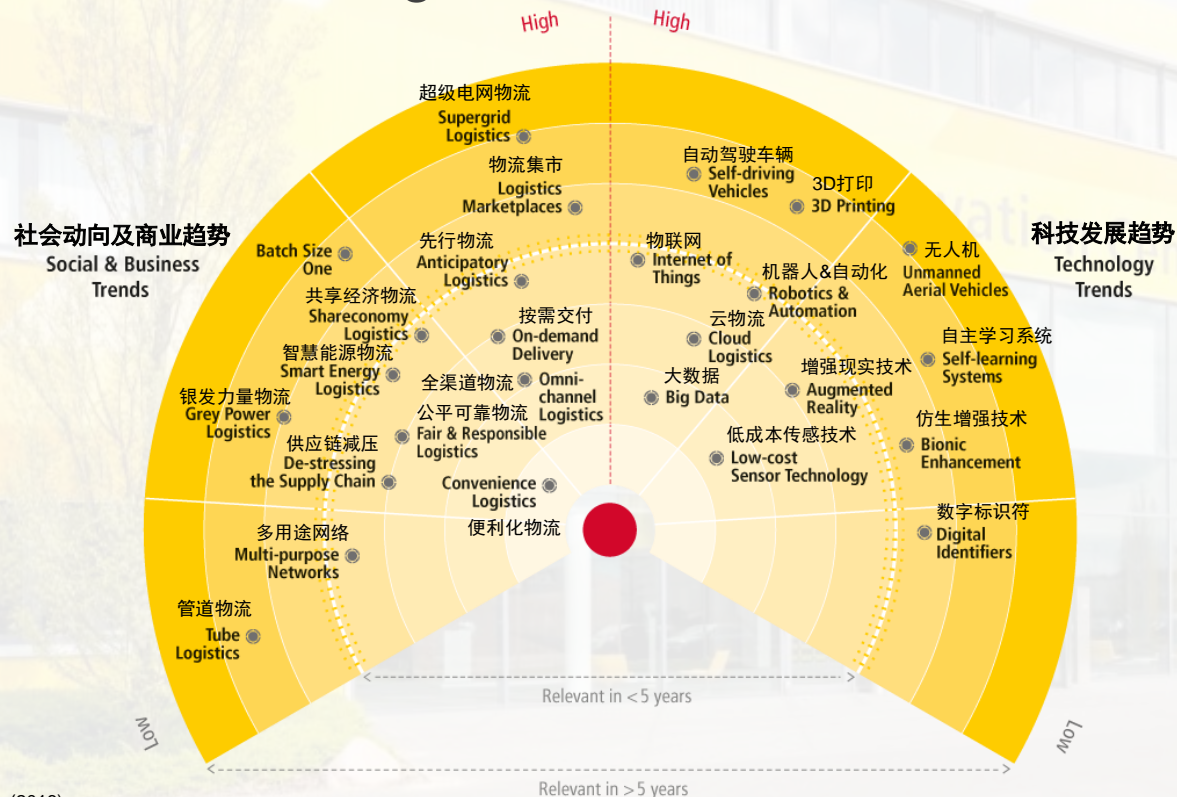 High
High
超级电网物流
Supergrid
Logistics
物流集市
Logistics
Marketplaces
自动驾驶车辆
Self-driving
Vehicles
3D打印
3D Printing
社会动向及商业趋势
Social & Business
Trends
科技发展趋势
Technology
Trends
Batch Size
One
先行物流
Anticipatory
Logistics
物联网
Internet of
Things
无人机
Unmanned
Aerial Vehicles
机器人&自动化
Robotics &
Automation
共享经济物流
Shareconomy
Logistics
按需交付
On-demand
Delivery
云物流
Cloud
Logistics
自主学习系统
Self-learning
Systems
智慧能源物流
Smart Energy
Logistics
全渠道物流
Omni-
channel
Logistics
大数据
Big Data
增强现实技术
Augmented
Reality
银发力量物流
Grey Power
Logistics
公平可靠物流
Fair & Responsible
Logistics
低成本传感技术
Low-cost
Sensor Technology
仿生增强技术
Bionic
Enhancement
供应链减压
De-stressing
the Supply Chain
Convenience
Logistics
便利化物流
数字标识符
Digital
Identifiers
多用途网络
Multi-purpose
Networks
管道物流
Tube
Logistics
Relevant in < 5 years
Low
Low
Relevant in > 5 years